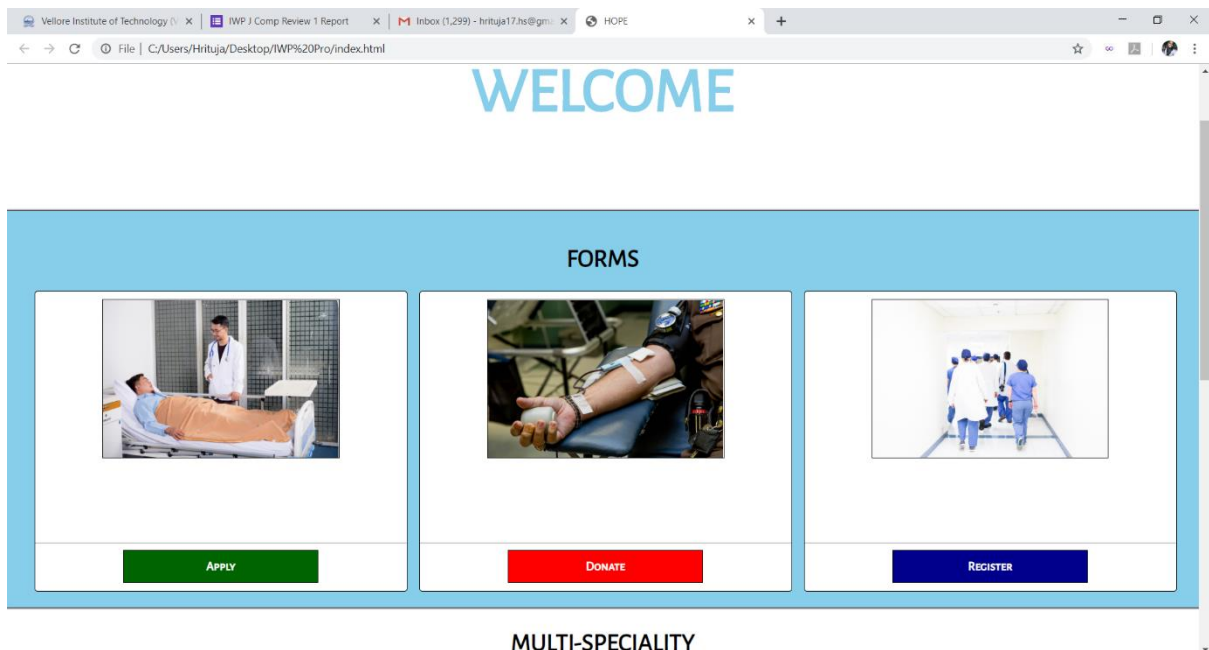 Vellore Institute of Technology (V
IWP J Comp Review 1 Report
Inbox (1,299) - hrituja17.hs@gma
HOPE
File | C:/Users/Hrituja/Desktop/IWP%20Pro/index.html
WELCOME
FORMS
APPLY
DONATE
REGISTER
MULTI-SPECIALITY